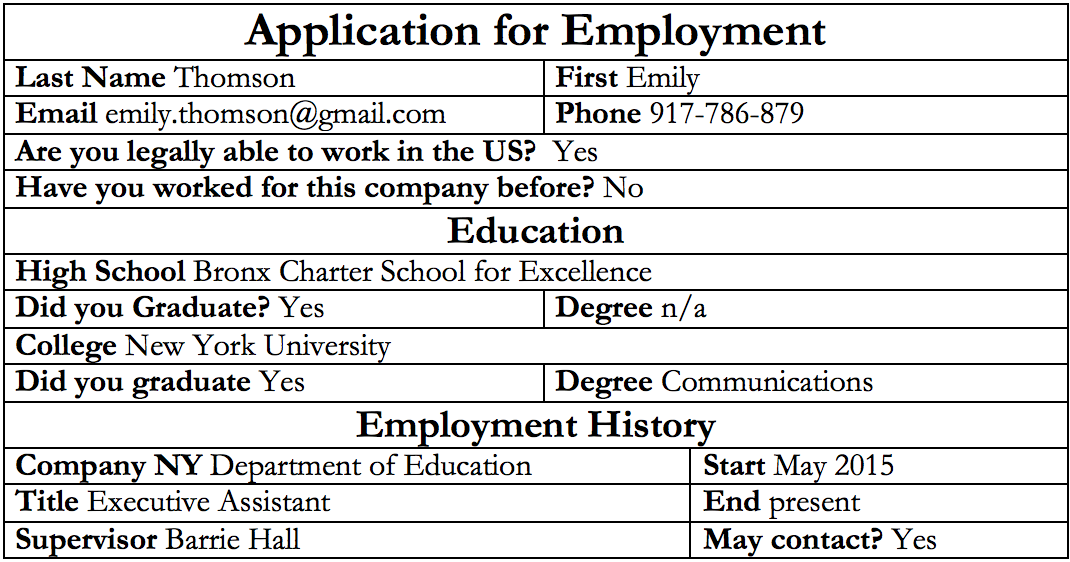 Application for Employment
Last Name Thomson First Emily
Email emily.thomson@gmail.com Phone 917-786-879
Are you legally able to work in the US? Yes
Have you worked for this company before? No
Education
High School Bronx Charter School for Excellence
Did you Graduate? Yes Degree n/a
College New York University
Did you graduate Yes Degree Communications
Employment History
Company NY Department of Education Start May 2015
Title Executive Assistant End present
Supervisor Barrie Hall May contact? Yes